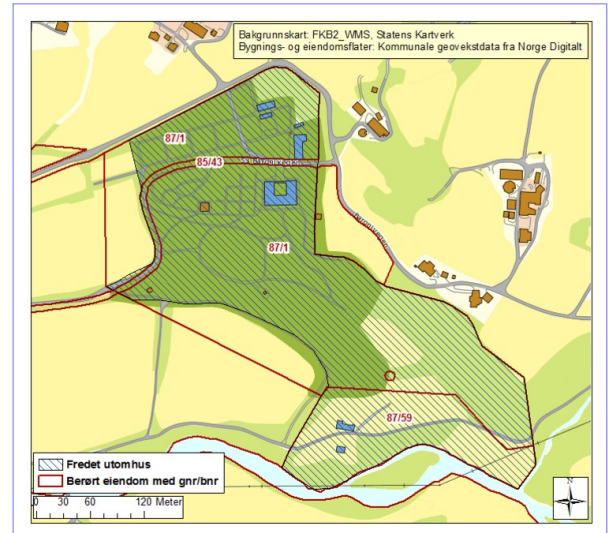 Bakgrunnskart: FKB2_WMS, Statens Kartverk
Bygnings- og eiendomsflater: Kommunale geovekstdata fra Norge Digitalt
87/1
85/43
87/1
87/59
Fredet utomhus
Berørt eiendom med gnr/bnr
0 30 60 120 Meter
N